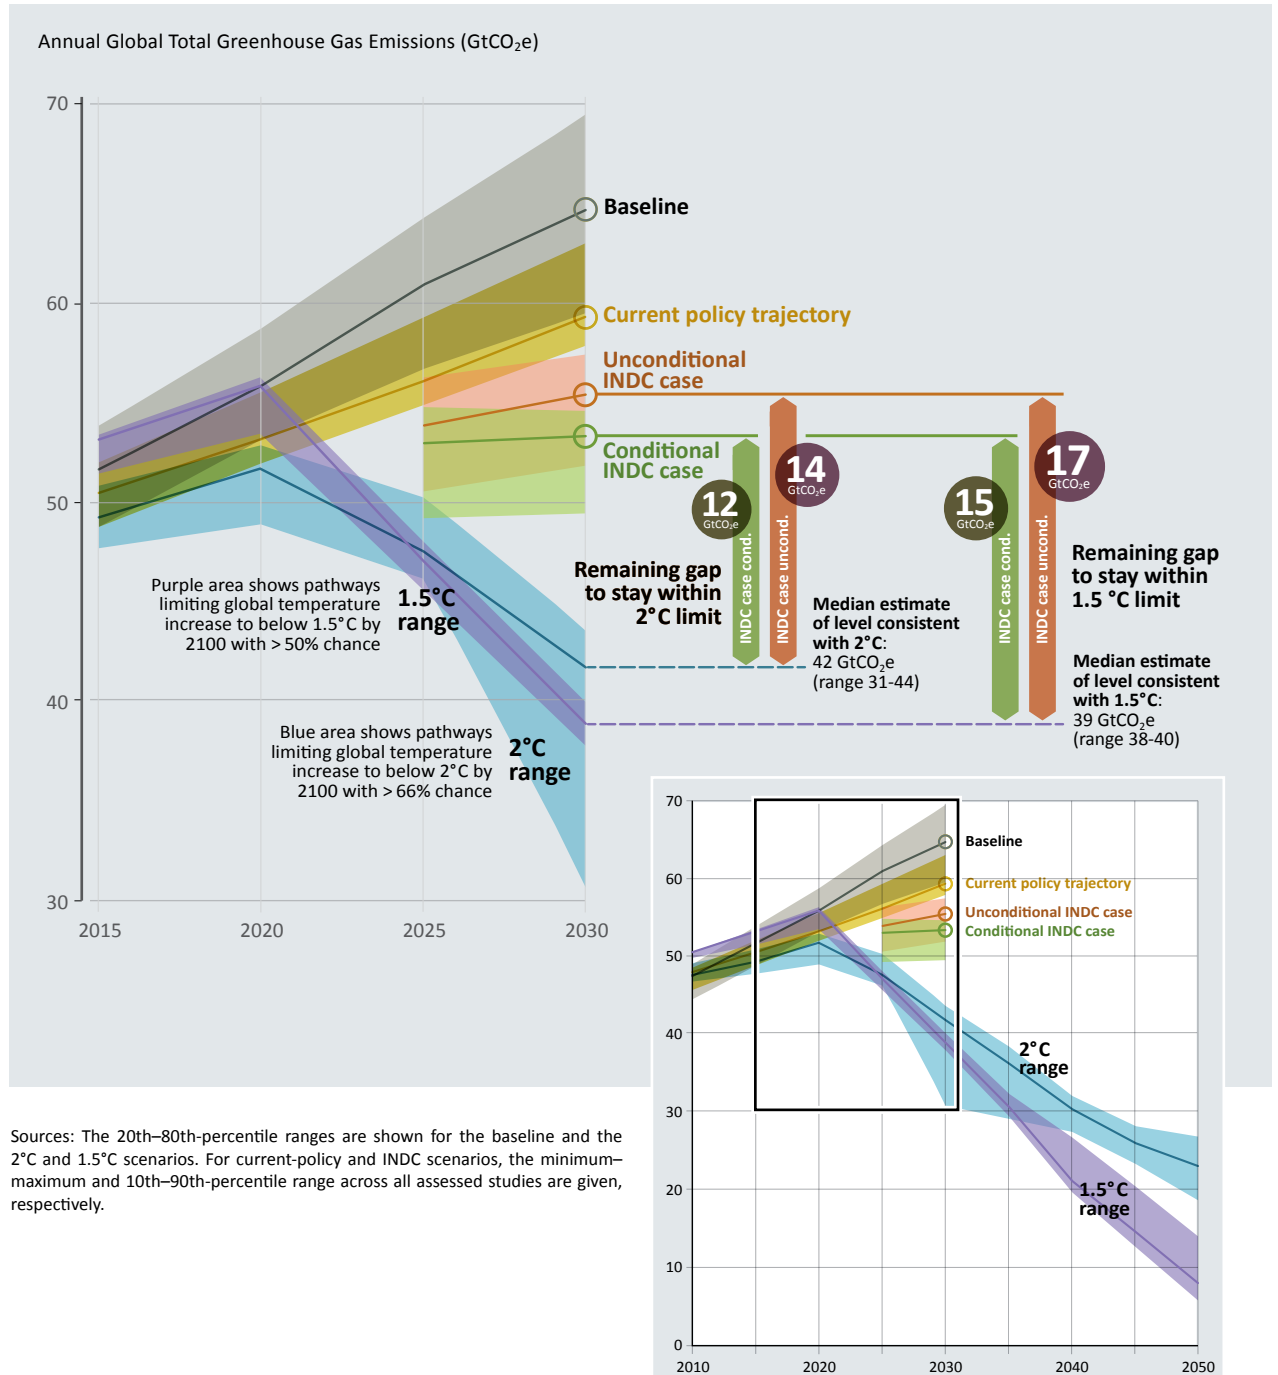 Annual Global Total Greenhouse Gas Emissions (GtCO₂e)
70
60
50
40
30
2015
2020
2025
2030
Baseline
Current policy trajectory
Unconditional
INDC case
Conditional
INDC case
12
GtCO₂e
14
GtCO₂e
15
GtCO₂e
17
GtCO₂e
INDC case cond.
INDC case uncond.
INDC case cond.
INDC case uncond.
Remaining gap
to stay within
2°C limit
Remaining gap
to stay within
1.5 °C limit
Median estimate
of level consistent
with 2°C:
42 GtCO₂e
(range 31-44)
Median estimate
of level consistent
with 1.5°C:
39 GtCO₂e
(range 38-40)
Purple area shows pathways
limiting global temperature
increase to below 1.5°C by
2100 with > 50% chance
1.5°C
range
Blue area shows pathways
limiting global temperature
increase to below 2°C by
2100 with > 66% chance
2°C
range
70
60
50
40
30
20
10
0
2010
2020
2030
2040
2050
Baseline
Current policy trajectory
Unconditional INDC case
Conditional INDC case
2°C
range
1.5°C
range
Sources: The 20th–80th-percentile ranges are shown for the baseline and the
2°C and 1.5°C scenarios. For current-policy and INDC scenarios, the minimum–
maximum and 10th–90th-percentile range across all assessed studies are given,
respectively.